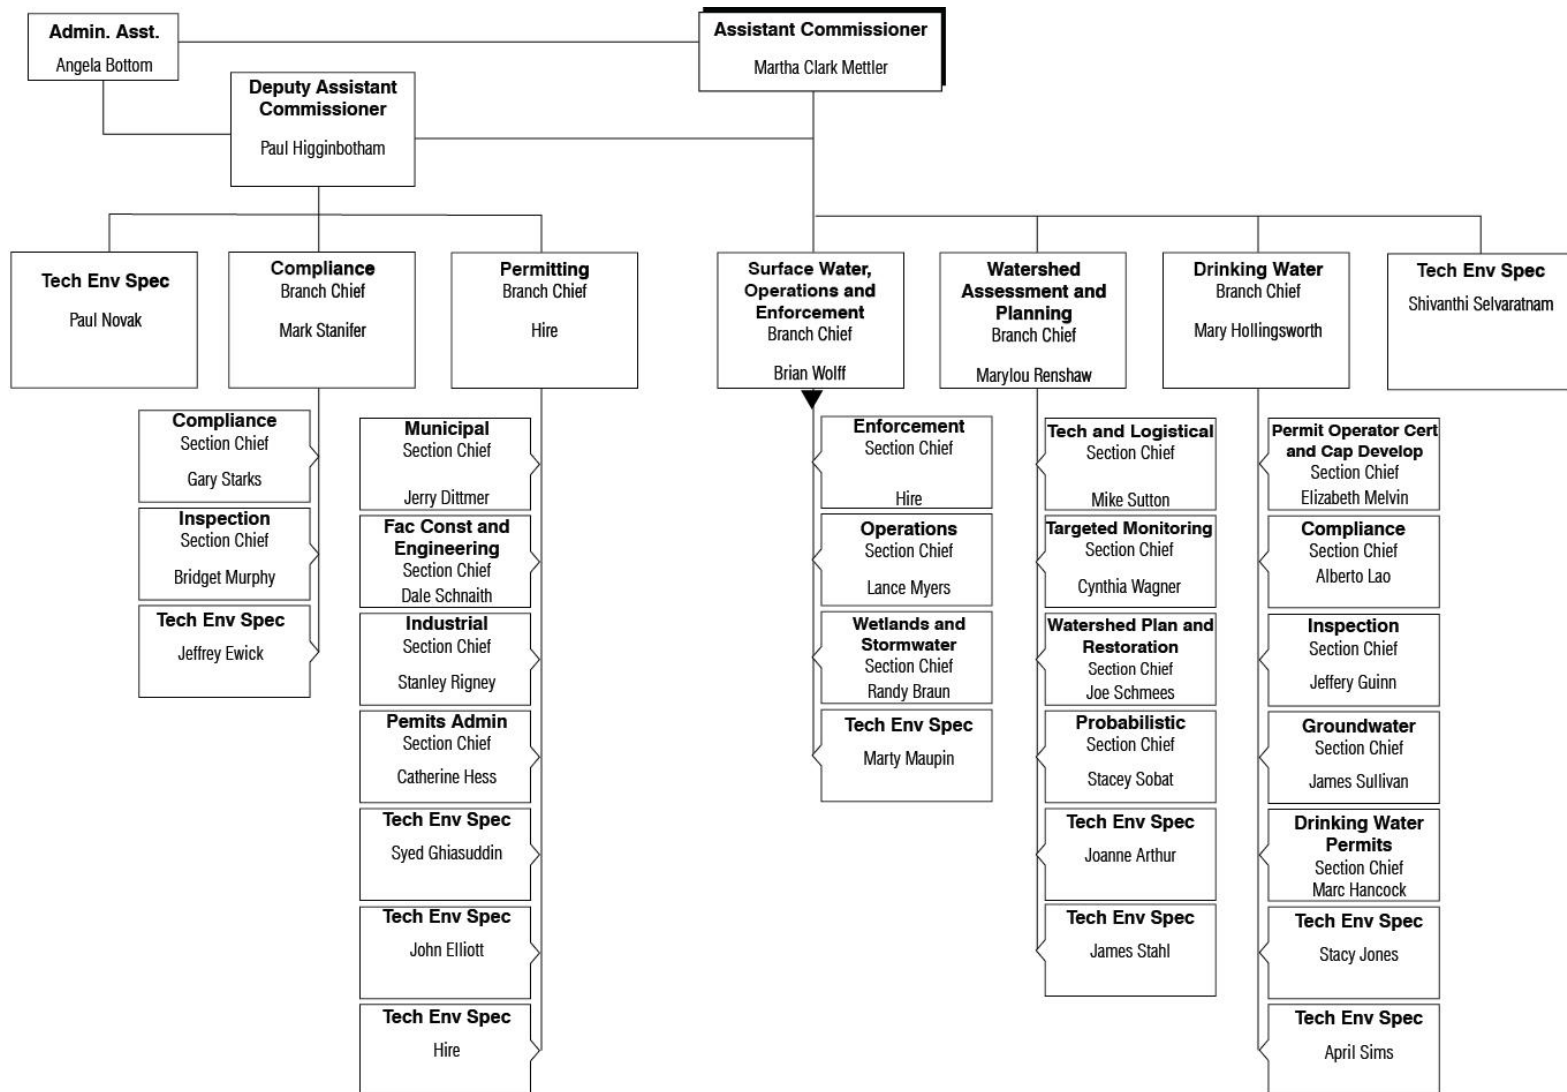 Admin. Asst.
Angela Bottom
Assistant Commissioner
Martha Clark Mettler
Deputy Assistant
Commissioner
Paul Higginbotham
Tech Env Spec
Paul Novak
Compliance
Branch Chief
Mark Stanifer
Permitting
Branch Chief
Hire
Surface Water,
Operations and
Enforcement
Branch Chief
Brian Wolff
Watershed
Assessment and
Planning
Branch Chief
Marylou Renshaw
Drinking Water
Branch Chief
Mary Hollingsworth
Tech Env Spec
Shivanthi Selvaratnam
Compliance
Section Chief
Gary Starks
Inspection
Section Chief
Bridget Murphy
Tech Env Spec
Jeffrey Ewick
Municipal
Section Chief
Jerry Dittmer
Fac Const and
Engineering
Section Chief
Dale Schnaith
Industrial
Section Chief
Stanley Rigney
Pemits Admin
Section Chief
Catherine Hess
Tech Env Spec
Syed Ghiasuddin
Tech Env Spec
John Elliott
Tech Env Spec
Hire
Enforcement
Section Chief
Hire
Operations
Section Chief
Lance Myers
Wetlands and
Stormwater
Section Chief
Randy Braun
Tech Env Spec
Marty Maupin
Tech and Logistical
Section Chief
Mike Sutton
Targeted Monitoring
Section Chief
Cynthia Wagner
Watershed Plan and
Restoration
Section Chief
Joe Schmees
Probabilistic
Section Chief
Stacey Sobat
Tech Env Spec
Joanne Arthur
Tech Env Spec
James Stahl
Permit Operator Cert
and Cap Develop
Section Chief
Elizabeth Melvin
Compliance
Section Chief
Alberto Lao
Inspection
Section Chief
Jeffery Guinn
Groundwater
Section Chief
James Sullivan
Drinking Water
Permits
Section Chief
Marc Hancock
Tech Env Spec
Stacy Jones
Tech Env Spec
April Sims